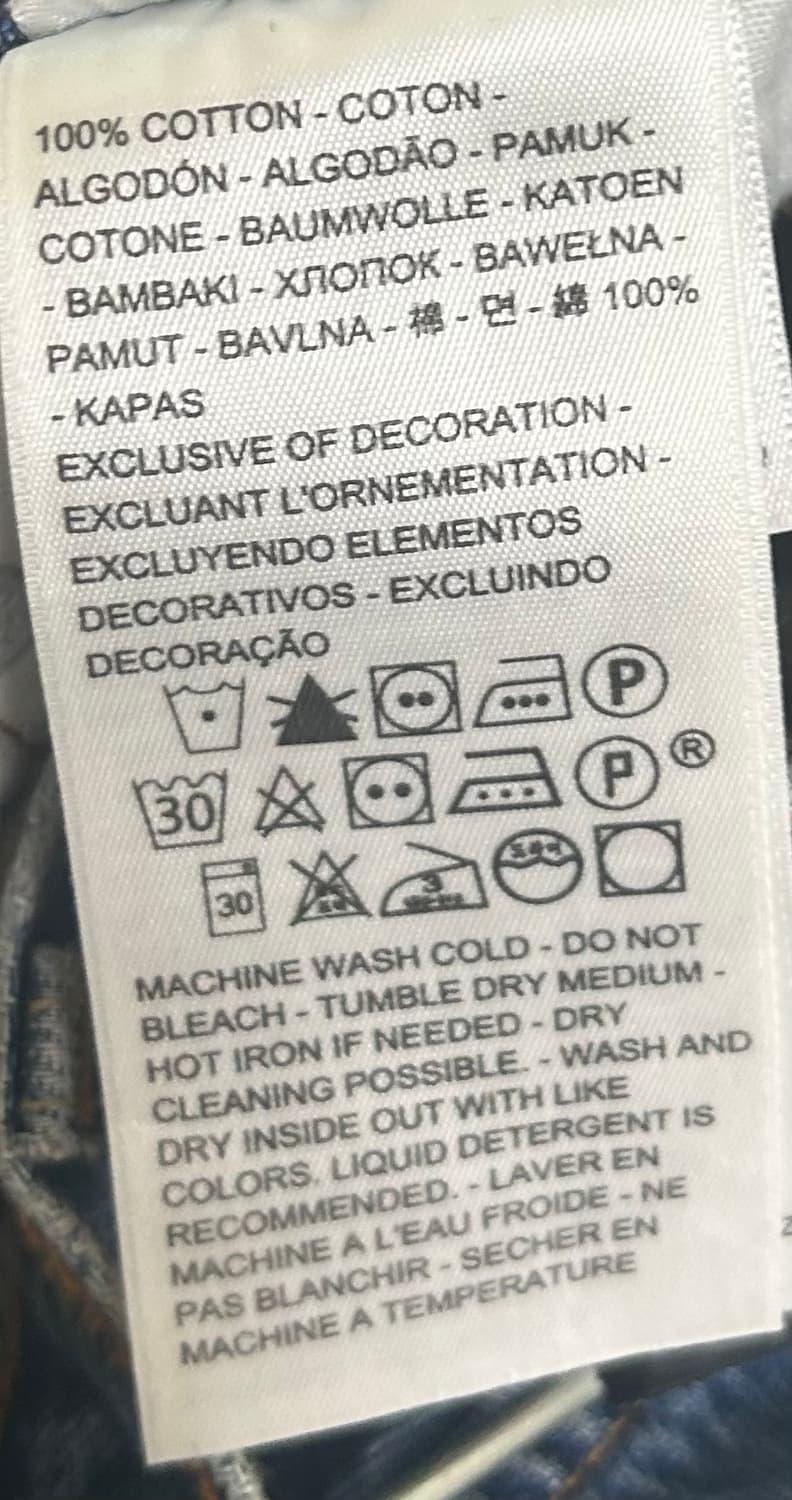 100% COTTON - COTON -
ALGODÓN - ALGODÃO - PAMUK -
COTONE - BAUMWOLLE - KATOEN
- BAMBAKI - ХЛОПОК - BAWEŁNA -
PAMUT - BAVLNA - 棉 - 면 - 綿 100%
- KAPAS
EXCLUSIVE OF DECORATION -
EXCLUANT L'ORNEMENTATION -
EXCLUYENDO ELEMENTOS
DECORATIVOS - EXCLUINDO
DECORAÇÃO
P
30 P ®
30 3
MACHINE WASH COLD - DO NOT
BLEACH - TUMBLE DRY MEDIUM -
HOT IRON IF NEEDED - DRY
CLEANING POSSIBLE. - WASH AND
DRY INSIDE OUT WITH LIKE
COLORS. LIQUID DETERGENT IS
RECOMMENDED. - LAVER EN
MACHINE A L'EAU FROIDE - NE
PAS BLANCHIR - SECHER EN
MACHINE A TEMPERATURE